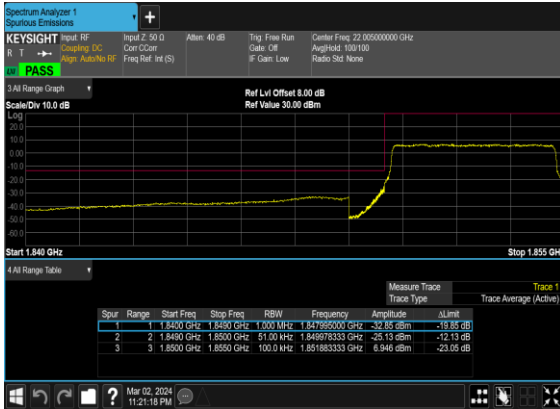 Spectrum Analyzer 1
Spurious Emissions
KEYSIGHT Input: RF Input Z: 50 Ω Atten: 40 dB Trig: Free Run Center Freq: 22.005000000 GHz
R T Coupling: DC Corr CCorr Gate: Off Avg|Hold: 100/100
Align: Auto/No RF Freq Ref: Int (S) IF Gain: Low Radio Std: None
PASS
3 All Range Graph
Ref Lvl Offset 8.00 dB
Scale/Div 10.0 dB Ref Value 30.00 dBm
Log
20.0
10.0
0.00
-10.0
-20.0
-30.0
-40.0
-50.0
-60.0
Start 1.840 GHz Stop 1.855 GH
4 All Range Table
Measure Trace Trace 1
Trace Type Trace Average (Active)
Spur Range Start Freq Stop Freq RBW Frequency Amplitude ΔLimit
1 1 1.8400 GHz 1.8490 GHz 1.000 MHz 1.847995000 GHz -32.85 dBm -19.85 dB
2 2 1.8490 GHz 1.8500 GHz 51.00 kHz 1.849978333 GHz -25.13 dBm -12.13 dB
3 3 1.8500 GHz 1.8550 GHz 100.0 kHz 1.851883333 GHz 6.946 dBm -23.05 dB
? Mar 02, 2024
11:21:18 PM